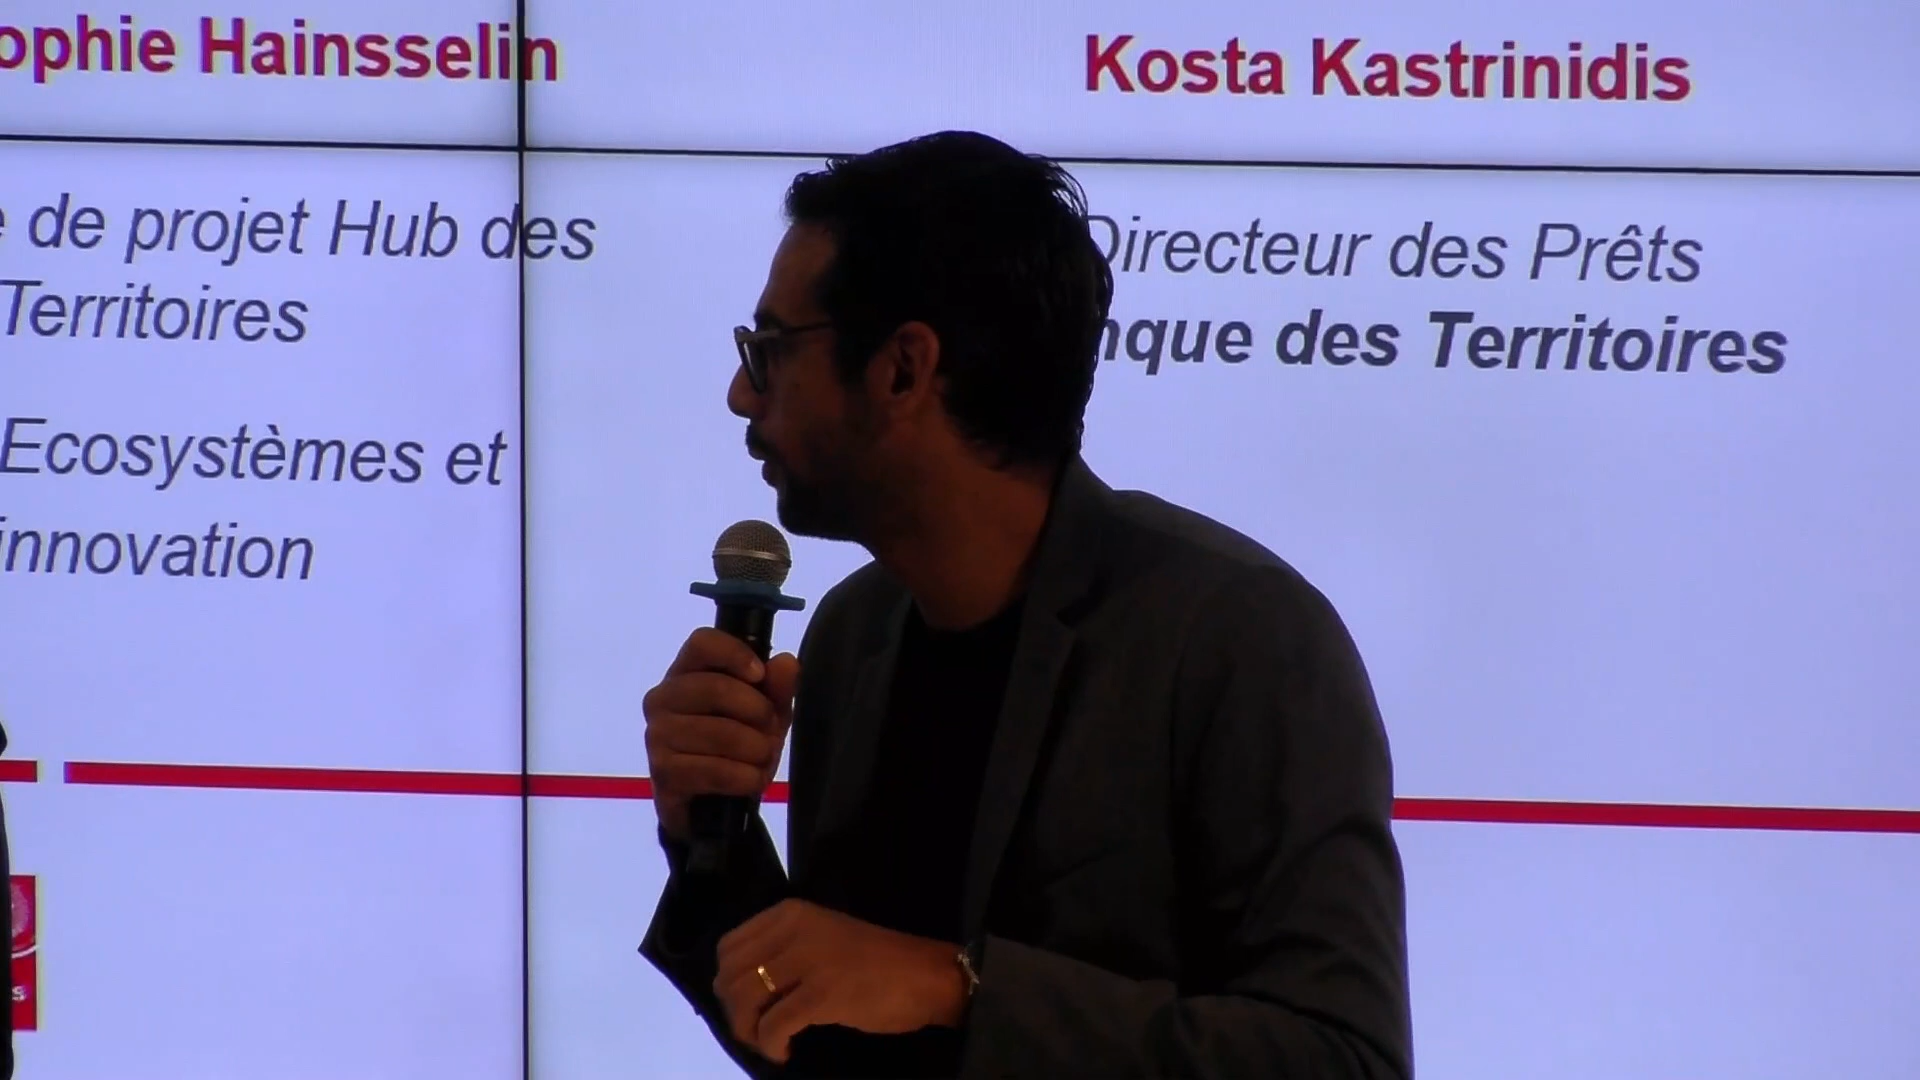 ophie Hainsselin
Kosta Kastrinidis
de projet Hub des
Territoires
Ecosystèmes et
innovation
Directeur des Prêts
nque des Territoires